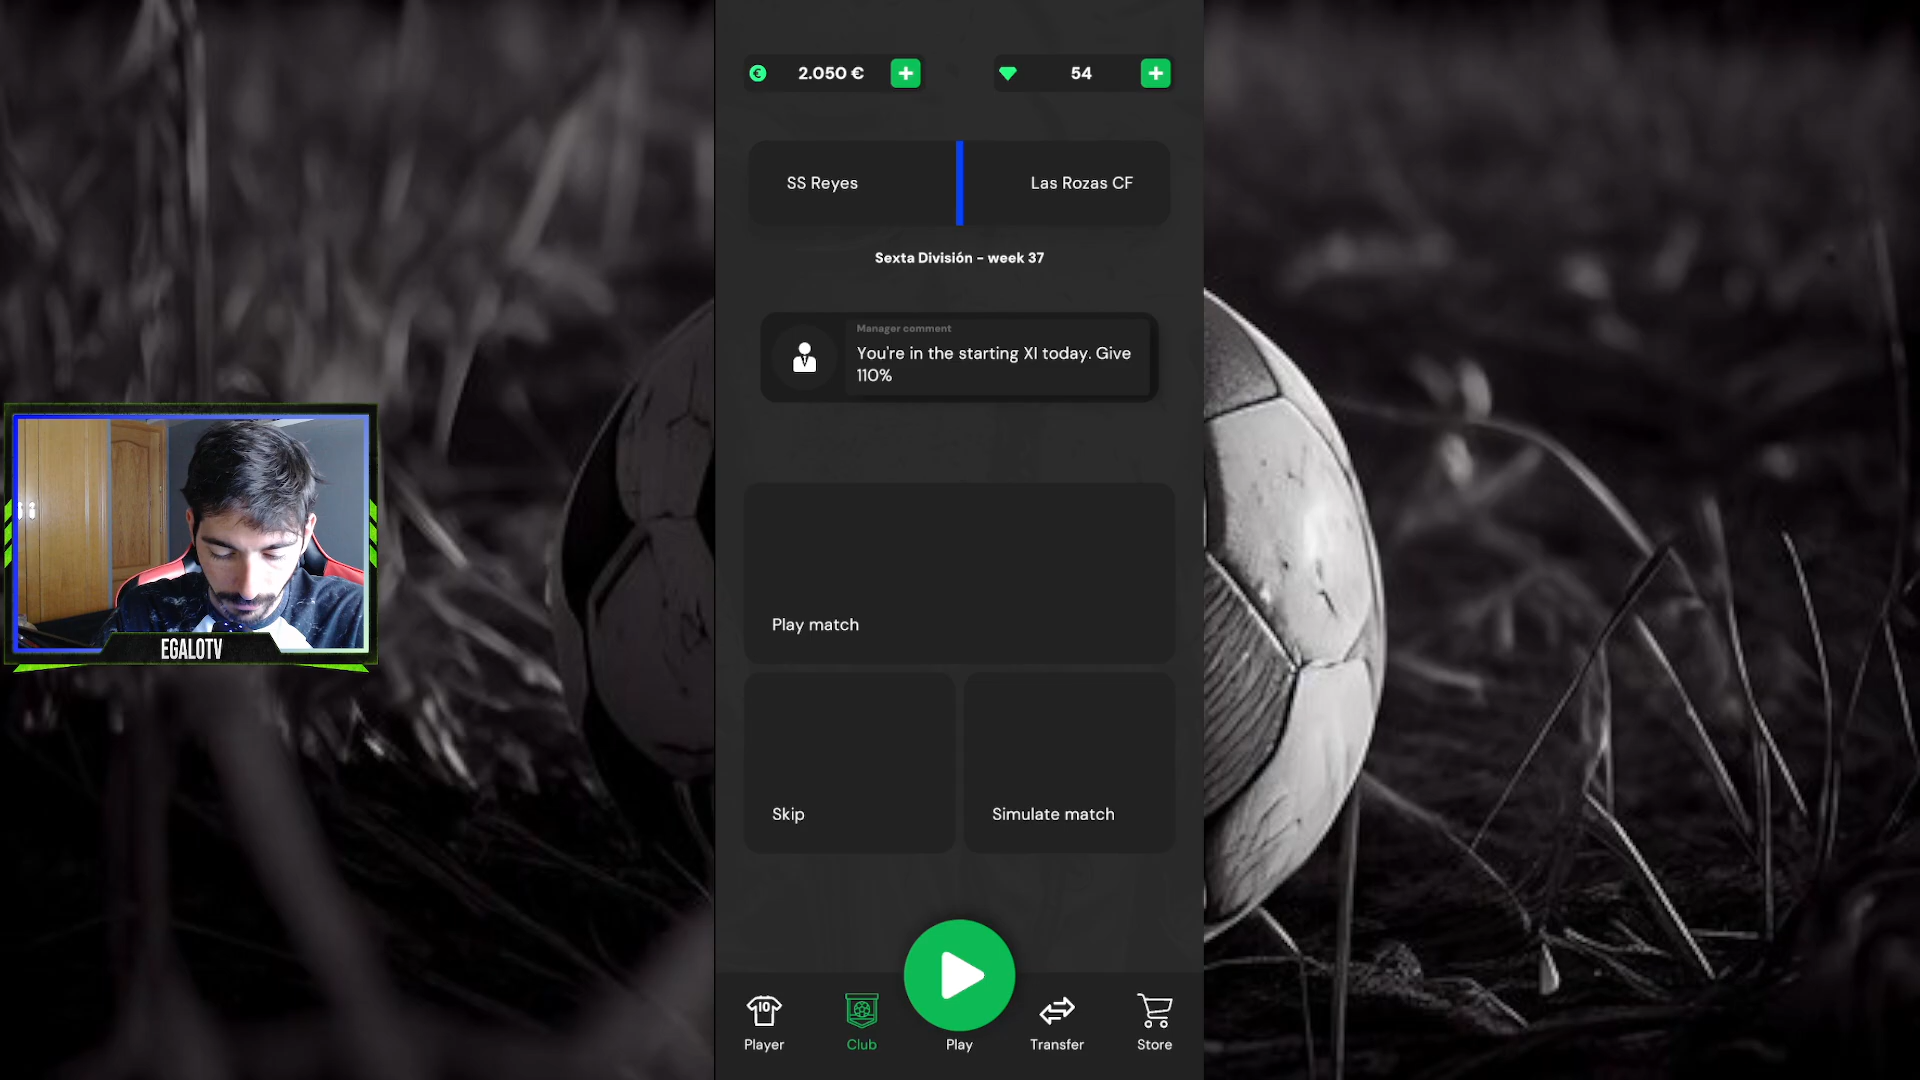 2.050 €
54
SS Reyes
Las Rozas CF
Sexta División - week 37
Manager comment
You're in the starting XI today. Give
110%
Play match
Skip
Simulate match
EGALOTV
10
Player
Club
Play
Transfer
Store